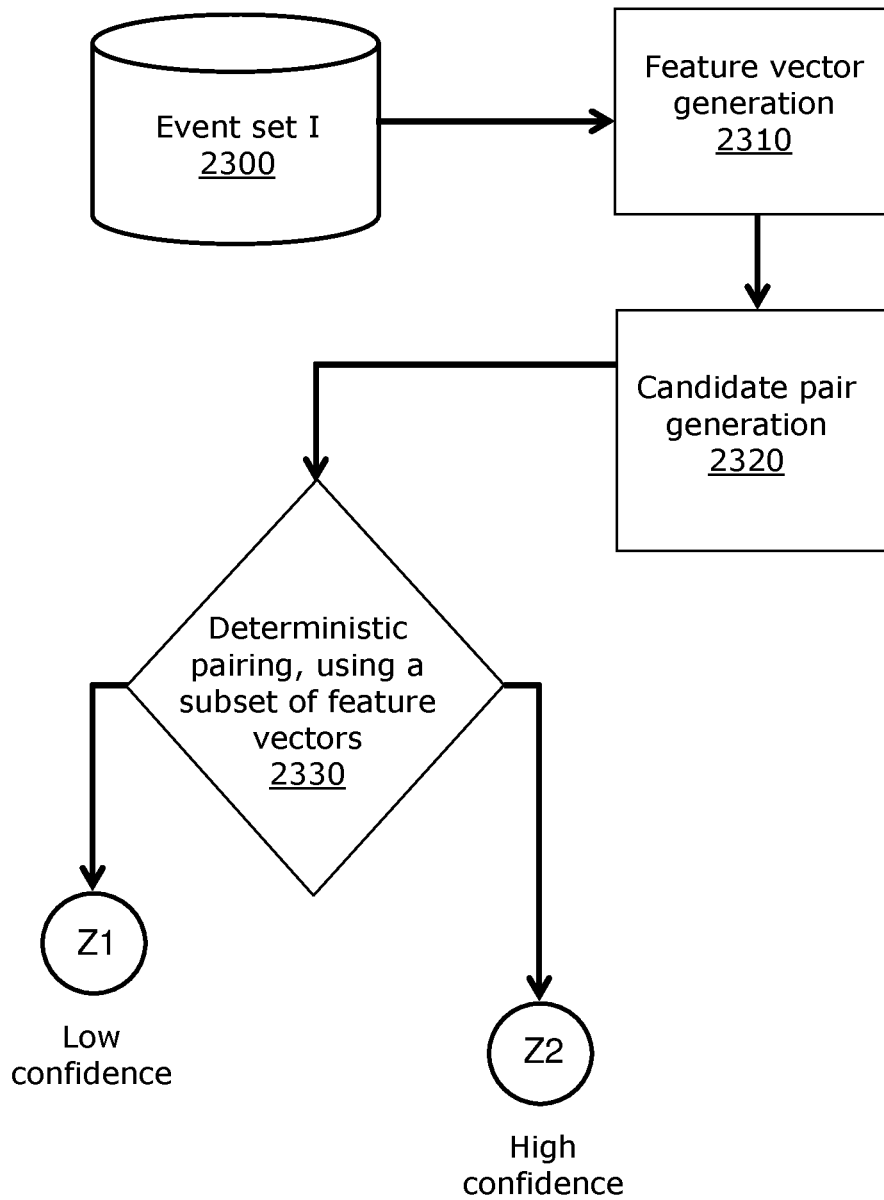 Event set I
2300
Feature vector
generation
2310
Candidate pair
generation
2320
Deterministic
pairing, using a
subset of feature
vectors
2330
Z1
Low
confidence
Z2
High
confidence